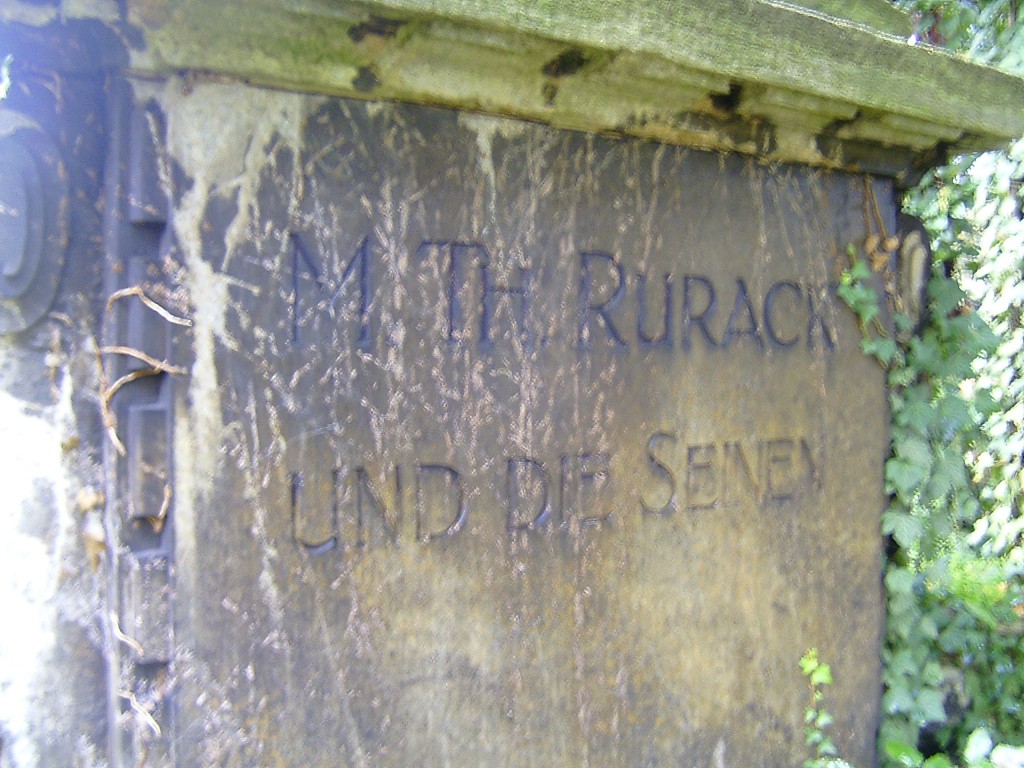 M. TH. RURACK
UND DIE SEINEN